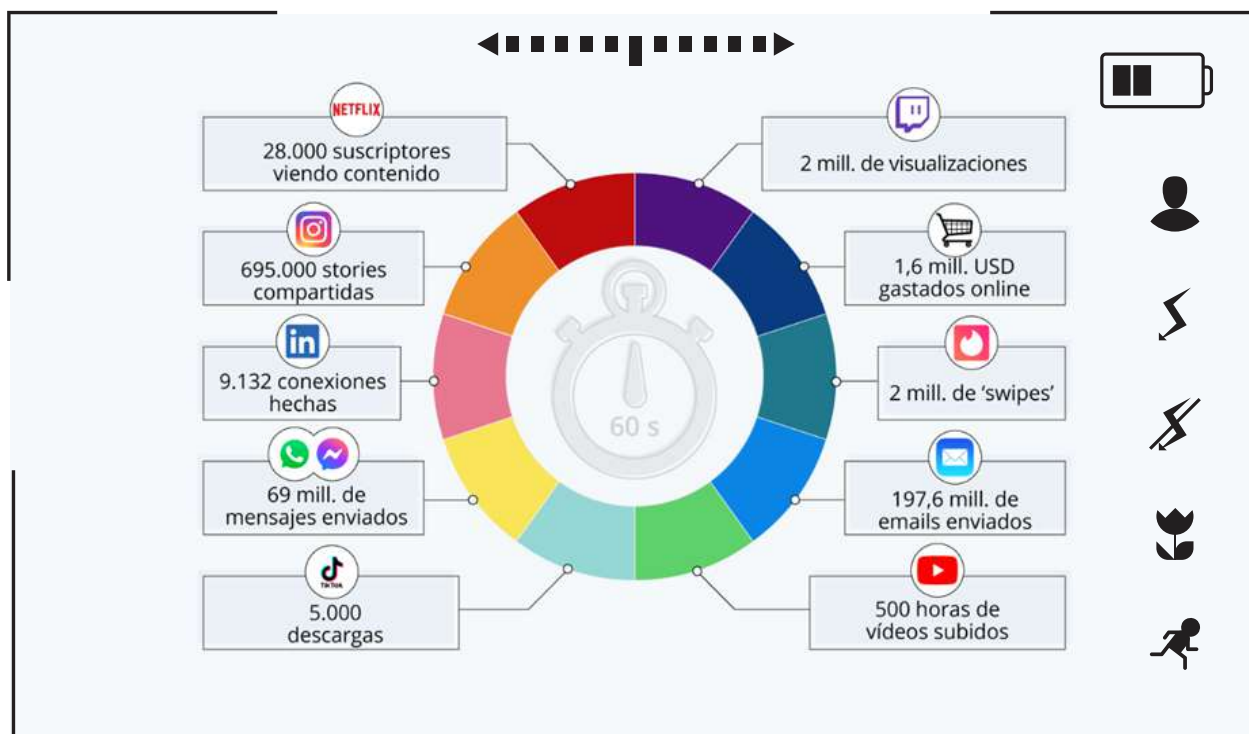 NETFLIX
28.000 suscriptores
viendo contenido
2 mill. de visualizaciones
695.000 stories
compartidas
1,6 mill. USD
gastados online
in
9.132 conexiones
hechas
2 mill. de ‘swipes’
60 s
69 mill. de
mensajes enviados
197,6 mill. de
emails enviados
TikTok
5.000
descargas
500 horas de
vídeos subidos